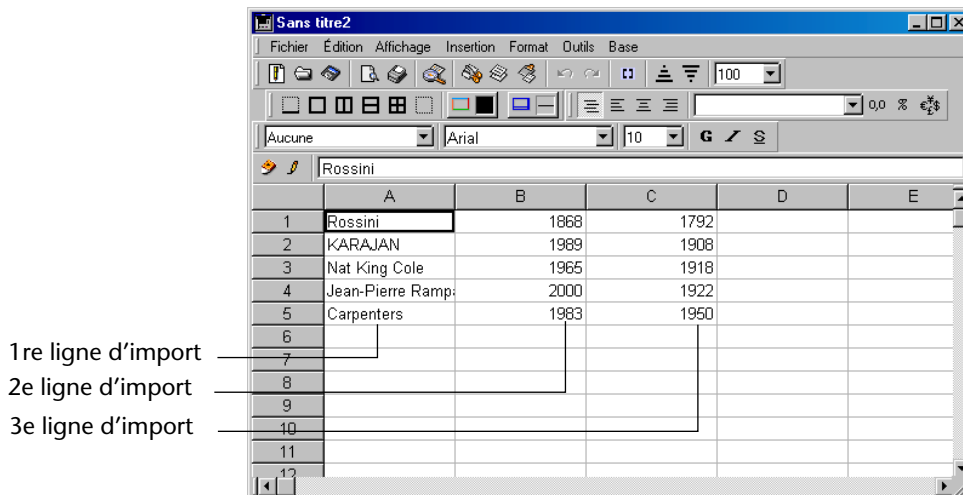 Sans titre2
Fichier Édition Affichage Insertion Format Outils Base
100
0,0 %
Aucune Arial 10 G I S
Rossini
A B C D E
1 Rossini 1868 1792
2 KARAJAN 1989 1908
3 Nat King Cole 1965 1918
4 Jean-Pierre Rampa 2000 1922
5 Carpenters 1983 1950
6
1re ligne d'import
7
8
2e ligne d'import
9
3e ligne d'import
10
11
12